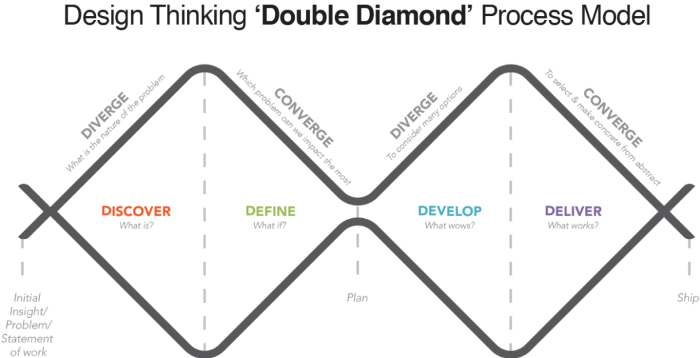 Design Thinking ‘Double Diamond’ Process Model
DIVERGE
What is the nature of the problem
CONVERGE
Which problem can we impact the most
DIVERGE
To consider many options
CONVERGE
To select & make concrete from abstract
DISCOVER
What is?
DEFINE
What if?
DEVELOP
What wows?
DELIVER
What works?
Initial
Insight/
Problem/
Statement
of work
Plan
Ship